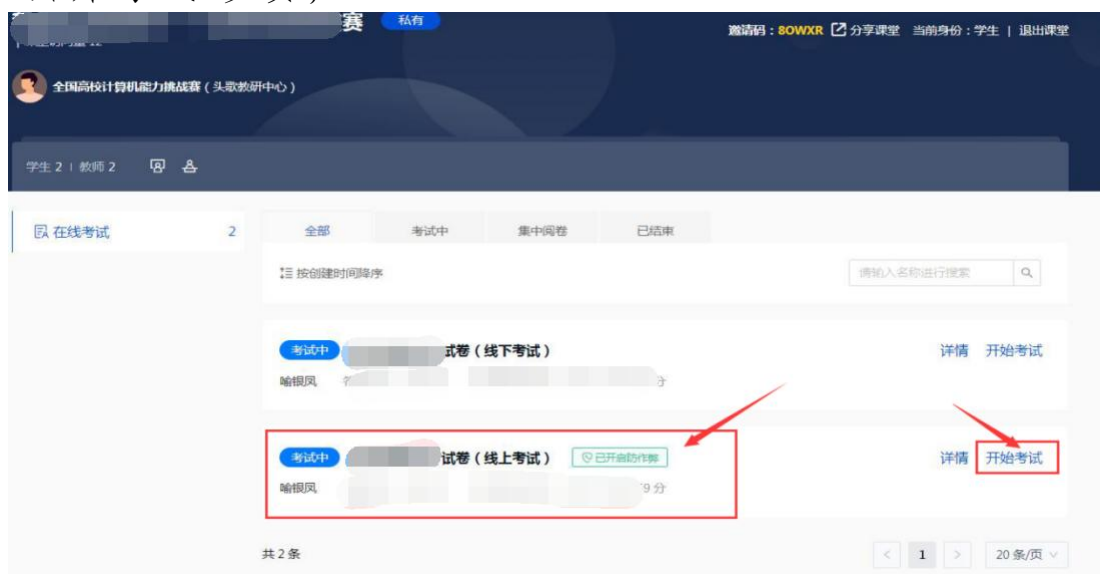 赛 私有 邀请码：8OWXR 分享课堂 当前身份：学生 | 退出课堂
全国高校计算机能力挑战赛（头歌教研中心）
学生 2 | 教师 2
在线考试 2
全部 考试中 集中阅卷 已结束
按创建时间降序 请输入名称进行搜索
考试中 试卷（线下考试） 详情 开始考试
喻银凤 分
考试中 试卷（线上考试） 已开启防作弊 详情 开始考试
喻银凤 9 分
共 2 条 < 1 > 20 条/页